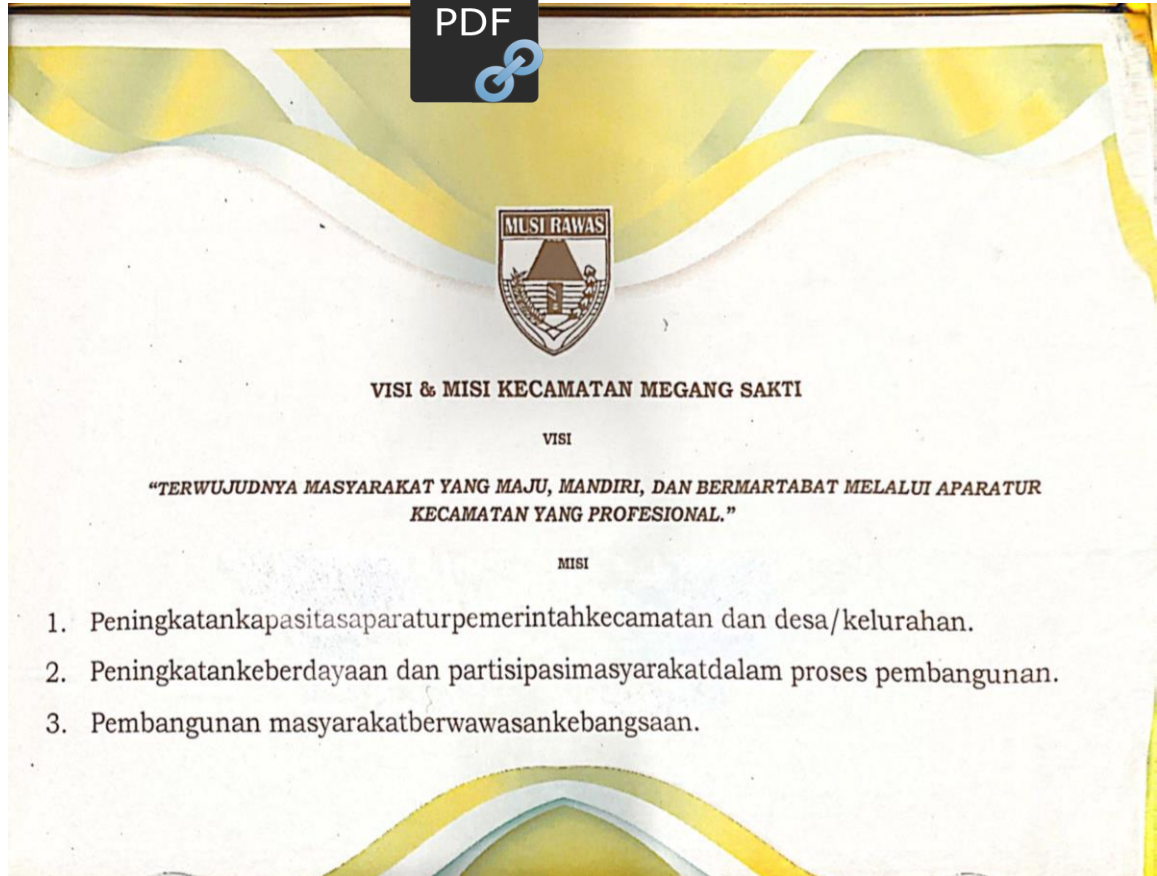 PDF
MUSI RAWAS
VISI & MISI KECAMATAN MEGANG SAKTI
VISI
“TERWUJUDNYA MASYARAKAT YANG MAJU, MANDIRI, DAN BERMARTABAT MELALUI APARATUR
KECAMATAN YANG PROFESIONAL.”
MISI
1. Peningkatankapasitasaparaturpemerintahkecamatan dan desa/kelurahan.
2. Peningkatankeberdayaan dan partisipasimasyarakatdalam proses pembangunan.
3. Pembangunan masyarakatberwawasankebangsaan.